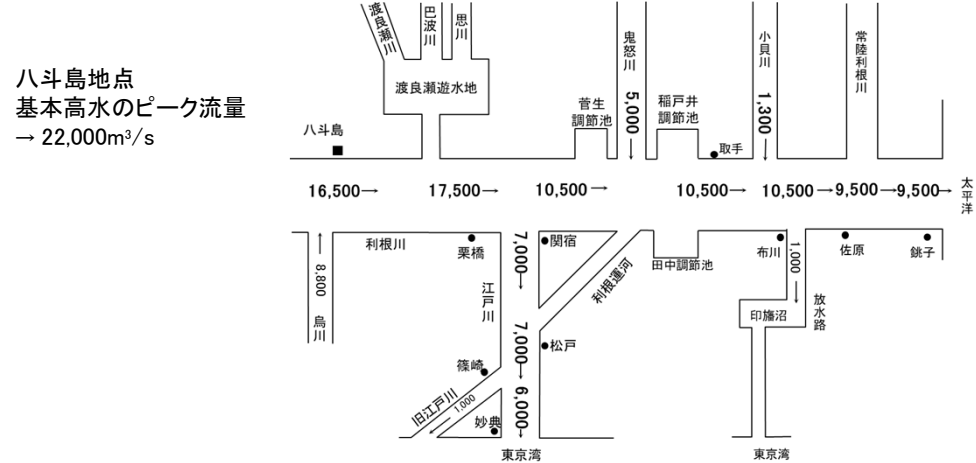 八斗島地点
基本高水のピーク流量
→ 22,000m³/s
渡良瀬川
巴波川
思川
渡良瀬遊水地
八斗島
菅生
調節池
鬼怒川
5,000→
稲戸井
調節池
取手
小貝川
1,300→
常陸利根川
16,500→
17,500→
10,500→
10,500→
10,500→
9,500→
9,500→
太平洋
←8,800
烏川
利根川
栗橋
7,000→
関宿
江戸川
利根運河
田中調節池
布川
1,000→
佐原
銚子
放水路
印旛沼
7,000→
松戸
篠崎
旧江戸川
←1,000
6,000→
妙典
東京湾
東京湾